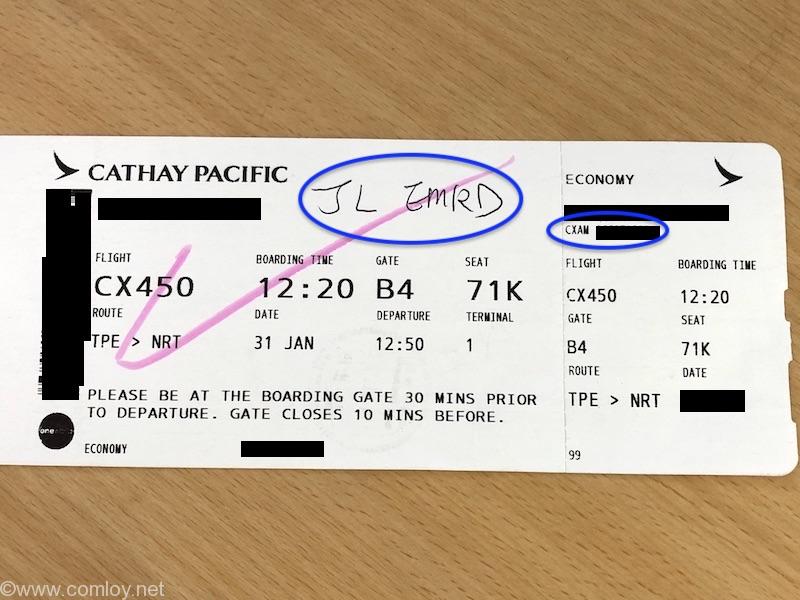 CATHAY PACIFIC
JL EMRD
FLIGHT BOARDING TIME GATE SEAT
CX450 12:20 B4 71K
ROUTE DATE DEPARTURE TERMINAL
TPE > NRT 31 JAN 12:50 1
PLEASE BE AT THE BOARDING GATE 30 MINS PRIOR
TO DEPARTURE. GATE CLOSES 10 MINS BEFORE.
one
ECONOMY
ECONOMY
CXAM
FLIGHT BOARDING TIME
CX450 12:20
GATE SEAT
B4 71K
ROUTE DATE
TPE > NRT
99
©www.comloy.net